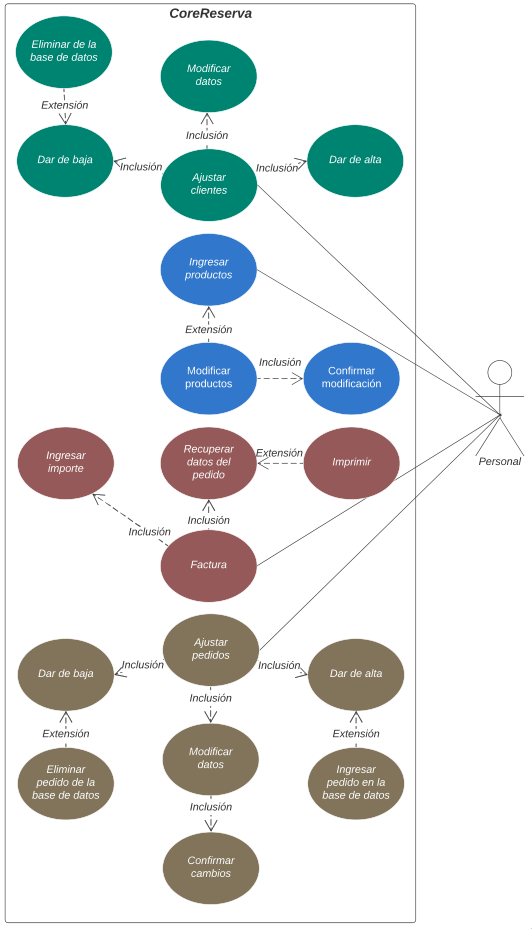 CoreReserva
Eliminar de la
base de datos
Modificar
datos
Extensión
Inclusión
Dar de baja
Inclusión
Inclusión
Dar de alta
Ajustar
clientes
Ingresar
productos
Extensión
Modificar
productos
Inclusión
Confirmar
modificación
Ingresar
importe
Recuperar
datos del
pedido
Extensión
Imprimir
Personal
Inclusión
Inclusión
Factura
Ajustar
pedidos
Dar de baja
Inclusión
Inclusión
Dar de alta
Inclusión
Extensión
Extensión
Modificar
datos
Eliminar
pedido de la
base de datos
Ingresar
pedido en la
base de datos
Inclusión
Confirmar
cambios